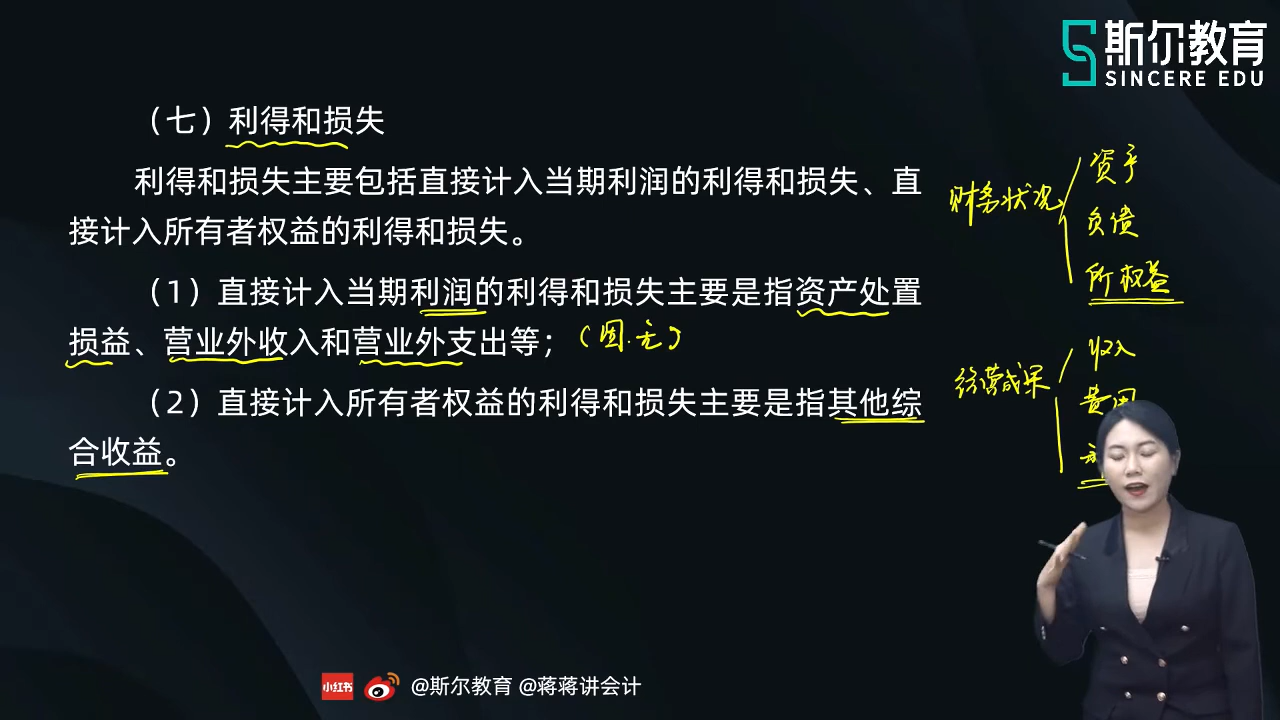 斯尔教育
SINCERE EDU
（七）利得和损失
利得和损失主要包括直接计入当期利润的利得和损失、直
接计入所有者权益的利得和损失。
（1）直接计入当期利润的利得和损失主要是指资产处置
损益、营业外收入和营业外支出等；（固.无）
（2）直接计入所有者权益的利得和损失主要是指其他综
合收益。
财务状况
资产
负债
所权益
经营成果
收入
费用
小红书
@斯尔教育 @蒋蒋讲会计